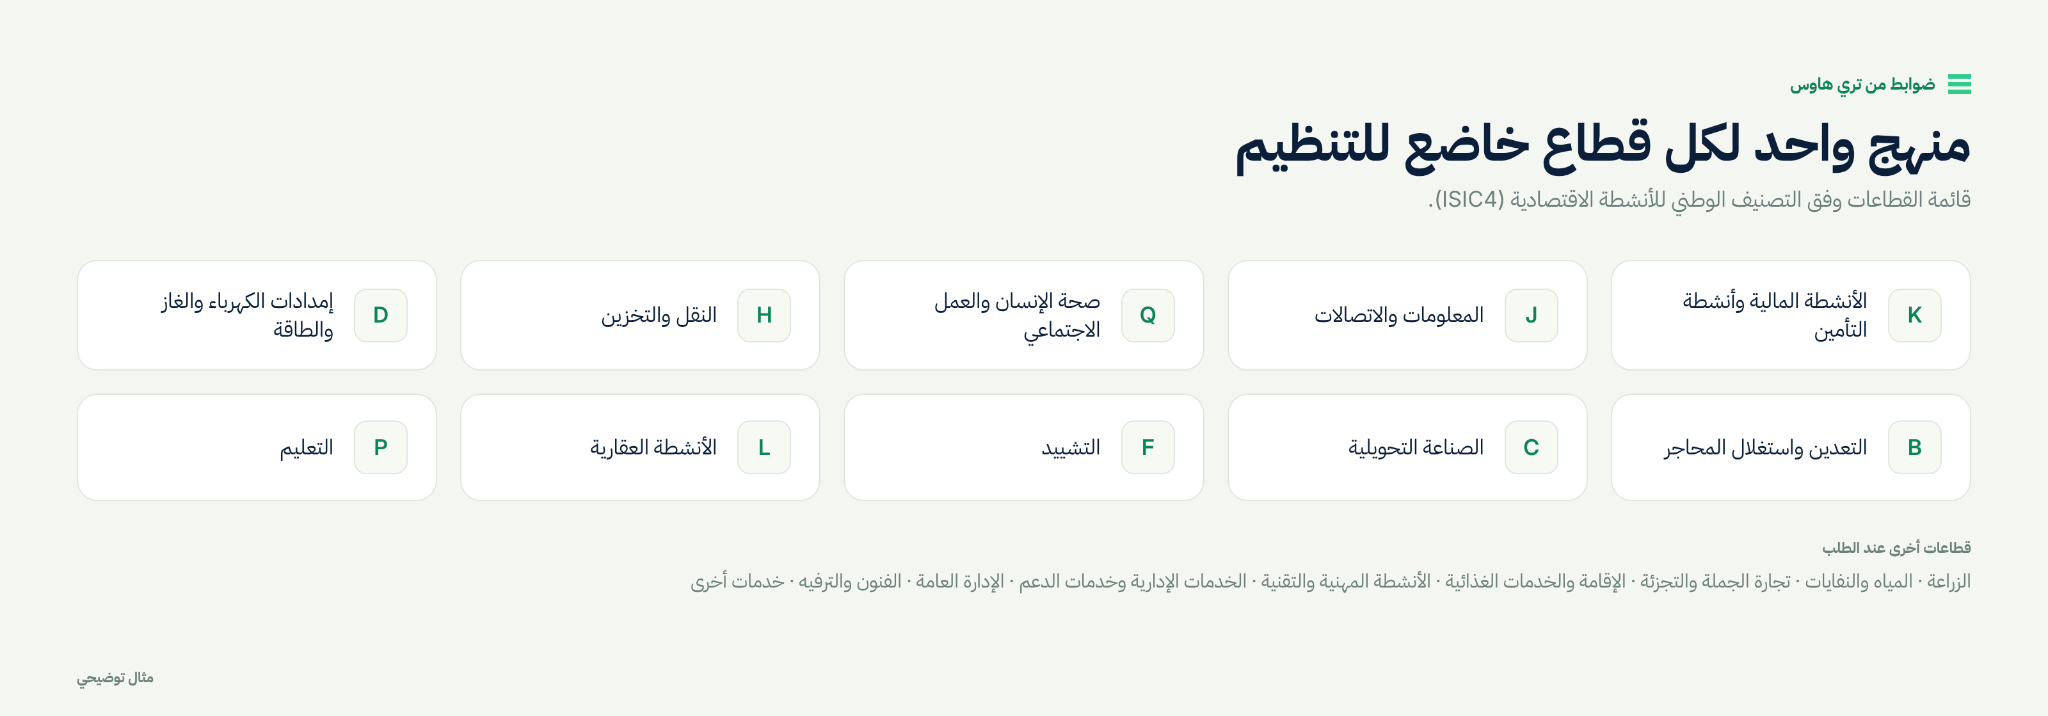 ضوابط من تري هاوس
منهج واحد لكل قطاع خاضع للتنظيم
قائمة القطاعات وفق التصنيف الوطني للأنشطة الاقتصادية (ISIC4).
K
الأنشطة المالية وأنشطة
التأمين
J
المعلومات والاتصالات
Q
صحة الإنسان والعمل
الاجتماعي
H
النقل والتخزين
D
إمدادات الكهرباء والغاز
والطاقة
B
التعدين واستغلال المحاجر
C
الصناعة التحويلية
F
التشييد
L
الأنشطة العقارية
P
التعليم
قطاعات أخرى عند الطلب
الزراعة · المياه والنفايات · تجارة الجملة والتجزئة · الإقامة والخدمات الغذائية · الأنشطة المهنية والتقنية · الخدمات الإدارية وخدمات الدعم · الإدارة العامة · الفنون والترفيه · خدمات أخرى
مثال توضيحي